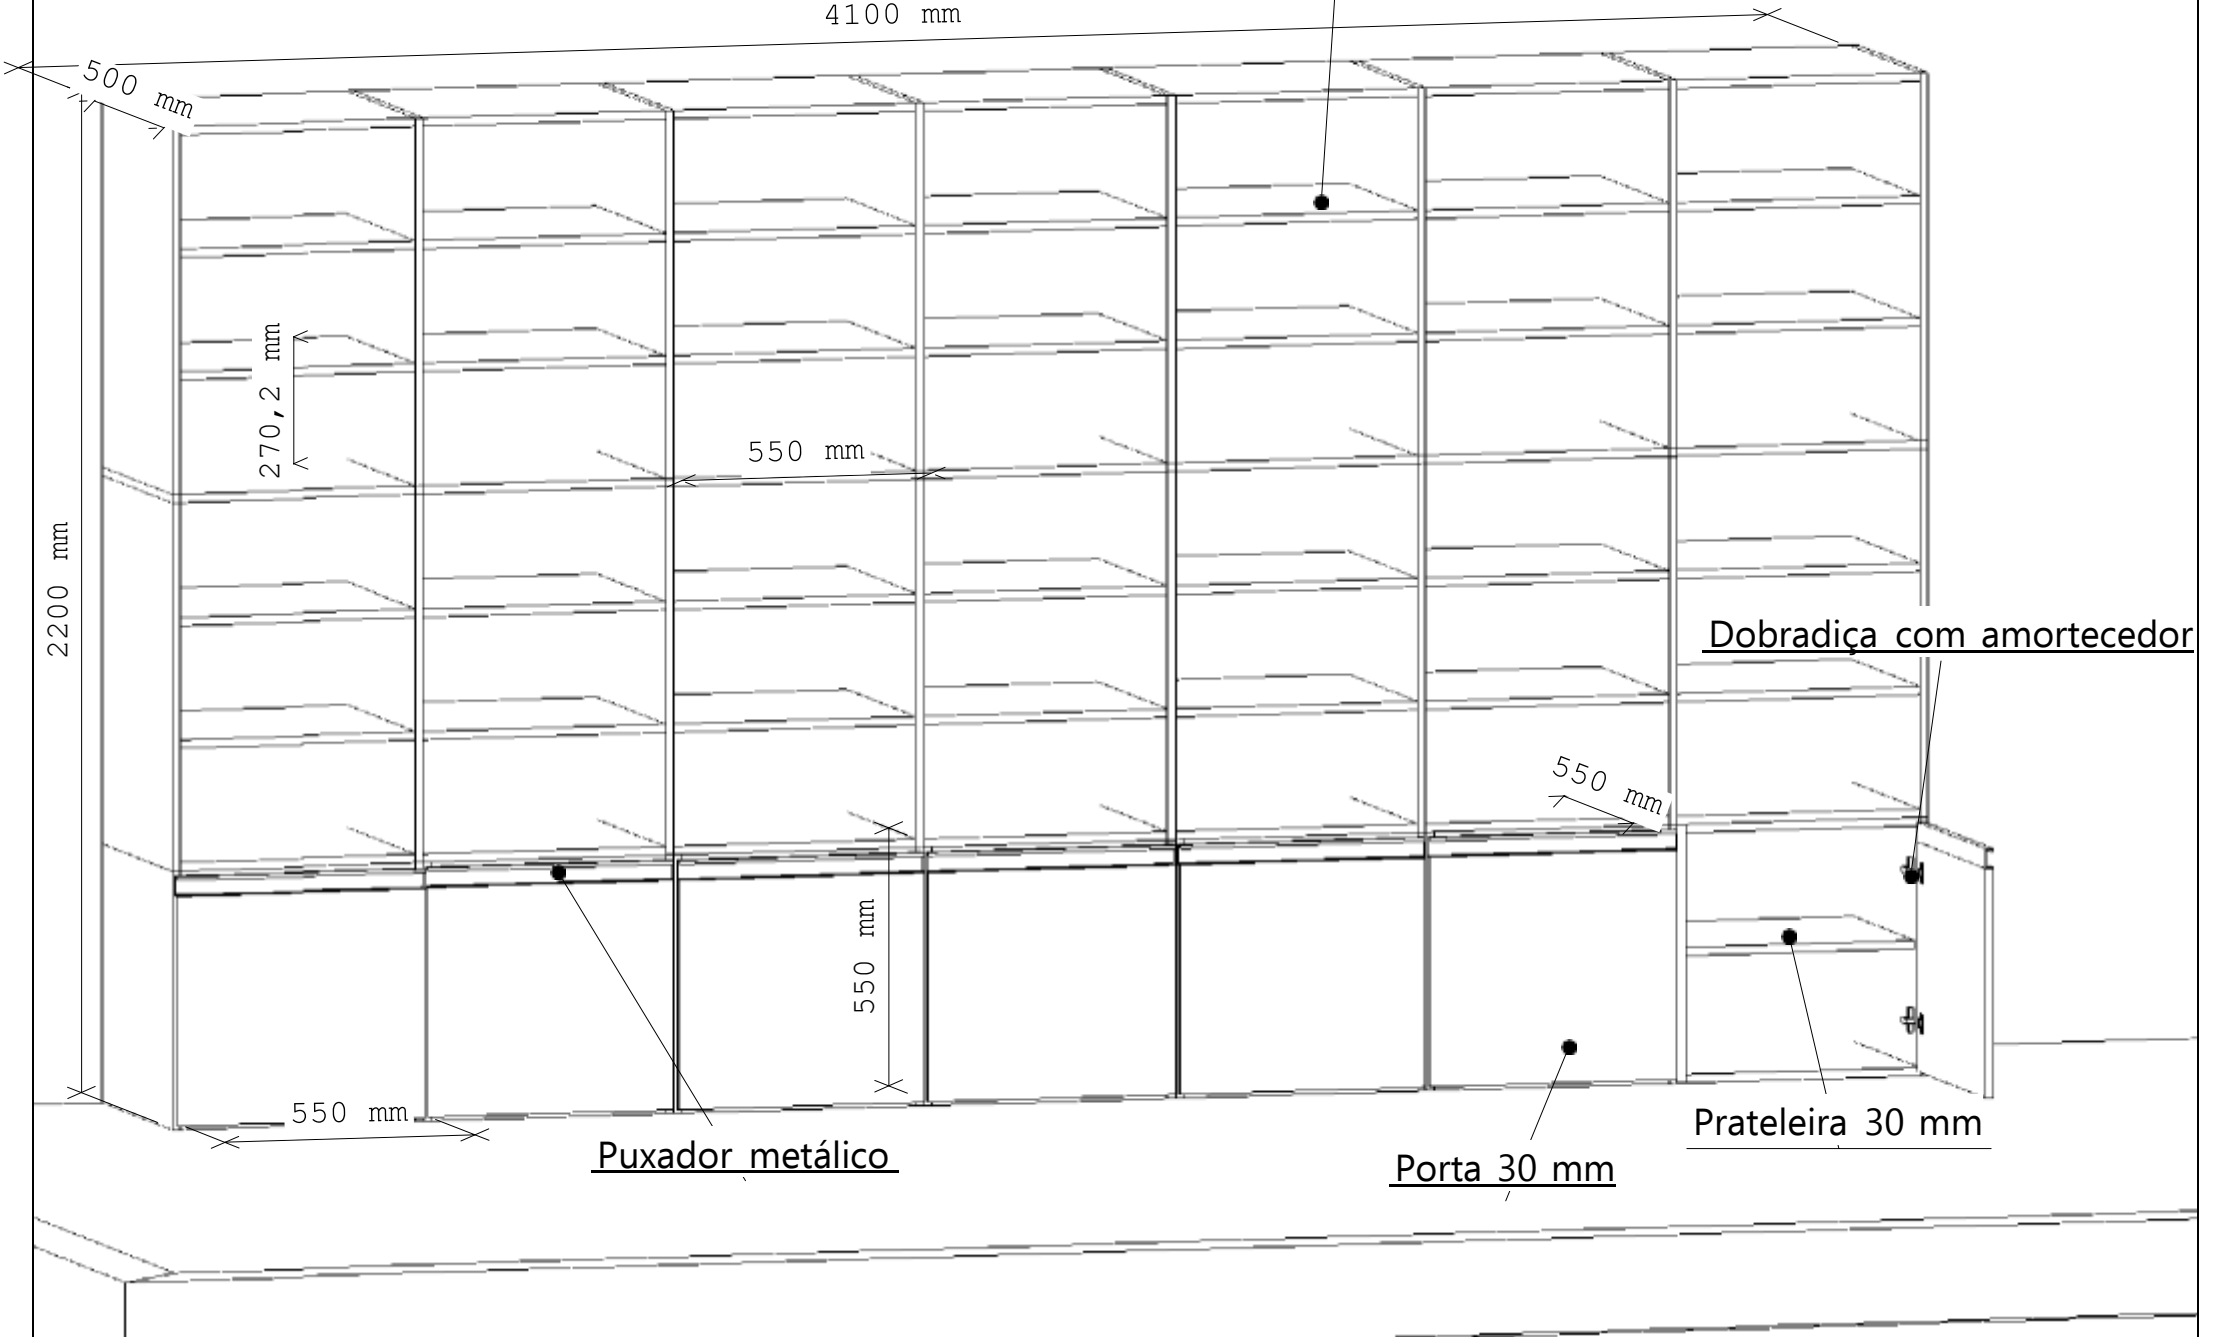 4100 mm
500 mm
270,2 mm
550 mm
2200 mm
Dobradiça com amortecedor
550 mm
550 mm
550 mm
Prateleira 30 mm
Puxador metálico
Porta 30 mm